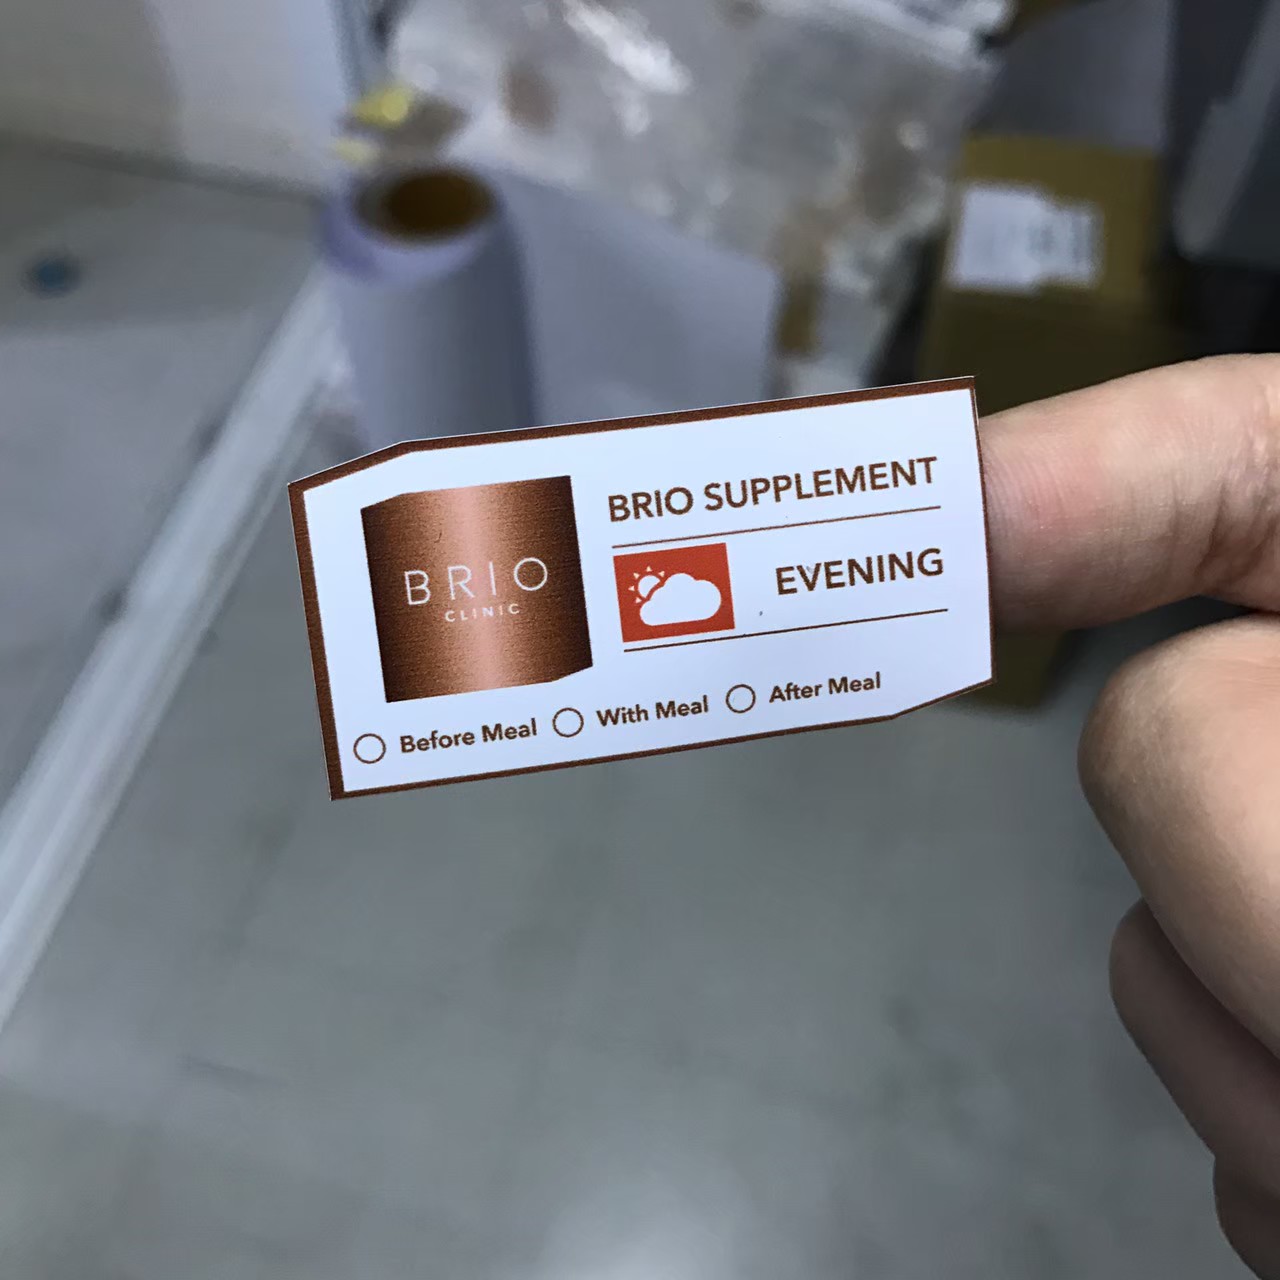 BRIO
CLINIC
BRIO SUPPLEMENT
EVENING
Before Meal
With Meal
After Meal